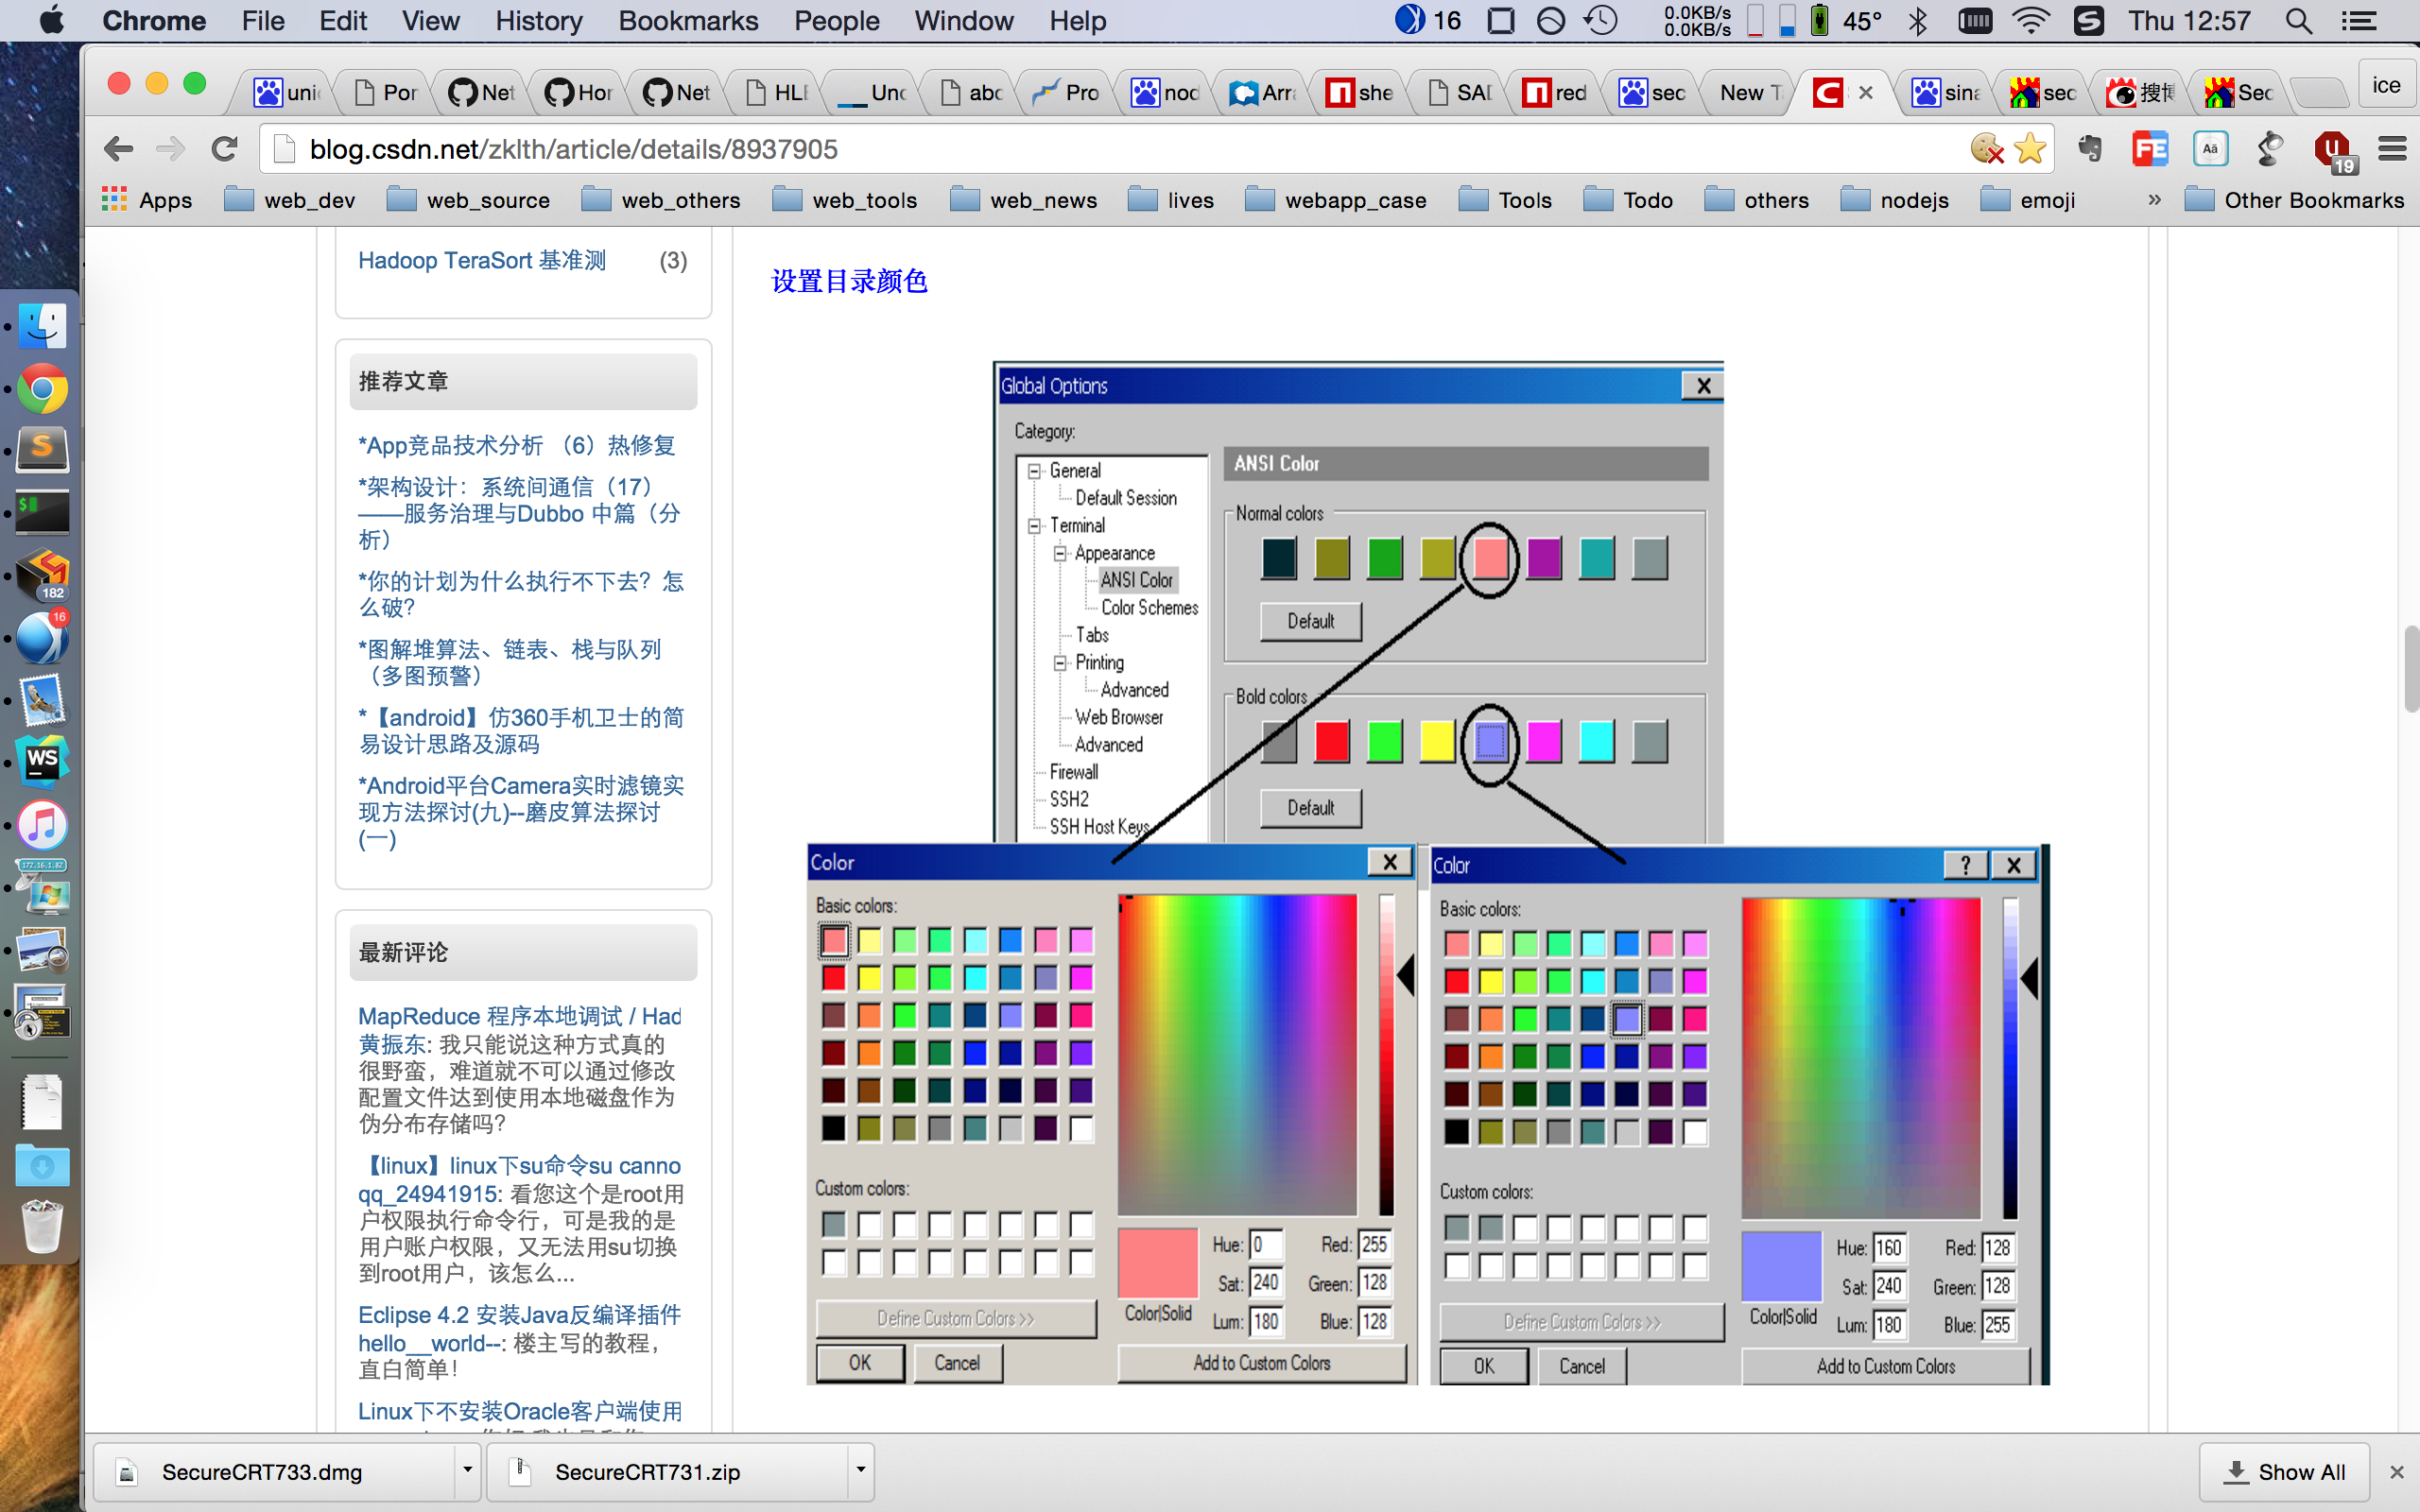 Chrome File Edit View History Bookmarks People Window Help
16
0.0KB/s
0.0KB/s
45°
Thu 12:57
uni
Por
Net
Hor
Net
HLE
Unc
abc
Pro
nod
Arr
she
SAD
red
sec
New T
sina
sec
搜博
Sec
ice
blog.csdn.net/zklth/article/details/8937905
FE
Aä
19
Apps web_dev web_source web_others web_tools web_news lives webapp_case Tools Todo others nodejs emoji » Other Bookmarks
182
16
WS
172.16.1.82
Hadoop TeraSort 基准测 (3)
推荐文章
*App竞品技术分析 （6）热修复
*架构设计：系统间通信（17）
——服务治理与Dubbo 中篇（分
析）
*你的计划为什么执行不下去？怎
么破？
*图解堆算法、链表、栈与队列
（多图预警）
*【android】仿360手机卫士的简
易设计思路及源码
*Android平台Camera实时滤镜实
现方法探讨(九)--磨皮算法探讨
(一)
最新评论
MapReduce 程序本地调试 / Had
黄振东: 我只能说这种方式真的
很野蛮，难道就不可以通过修改
配置文件达到使用本地磁盘作为
伪分布存储吗？
【linux】linux下su命令su canno
qq_24941915: 看您这个是root用
户权限执行命令行，可是我的是
用户账户权限，又无法用su切换
到root用户，该怎么...
Eclipse 4.2 安装Java反编译插件
hello__world--: 楼主写的教程，
直白简单！
Linux下不安装Oracle客户端使用
设置目录颜色
Global Options
Category:
General
Default Session
Terminal
Appearance
ANSI Color
Color Schemes
Tabs
Printing
Advanced
Web Browser
Advanced
Firewall
SSH2
SSH Host Keys
ANSI Color
Normal colors
Default
Bold colors
Default
Color
Basic colors:
Custom colors:
Define Custom Colors >>
OK Cancel
Color|Solid
Hue: 0 Red: 255
Sat: 240 Green: 128
Lum: 180 Blue: 128
Add to Custom Colors
Color
Basic colors:
Custom colors:
Define Custom Colors >>
OK Cancel
Color|Solid
Hue: 160 Red: 128
Sat: 240 Green: 128
Lum: 180 Blue: 255
Add to Custom Colors
SecureCRT733.dmg
SecureCRT731.zip
Show All